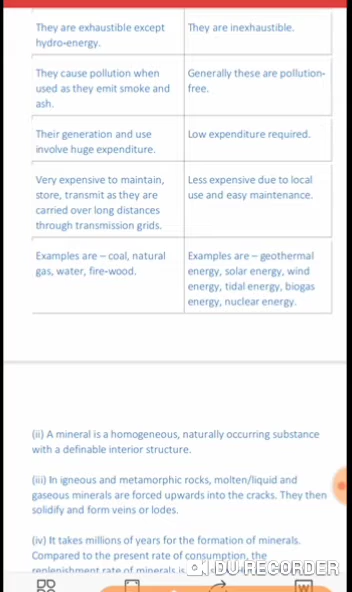 They are exhaustible except
hydro-energy.
They are inexhaustible.
They cause pollution when
used as they emit smoke and
ash.
Generally these are pollution-
free.
Their generation and use
involve huge expenditure.
Low expenditure required.
Very expensive to maintain,
store, transmit as they are
carried over long distances
through transmission grids.
Less expensive due to local
use and easy maintenance.
Examples are – coal, natural
gas, water, fire-wood.
Examples are – geothermal
energy, solar energy, wind
energy, tidal energy, biogas
energy, nuclear energy.
(ii) A mineral is a homogeneous, naturally occurring substance
with a definable interior structure.
(iii) In igneous and metamorphic rocks, molten/liquid and
gaseous minerals are forced upwards into the cracks. They then
solidify and form veins or lodes.
(iv) It takes millions of years for the formation of minerals.
Compared to the present rate of consumption, the
replenishment rate of minerals is
DU RECORDER
W